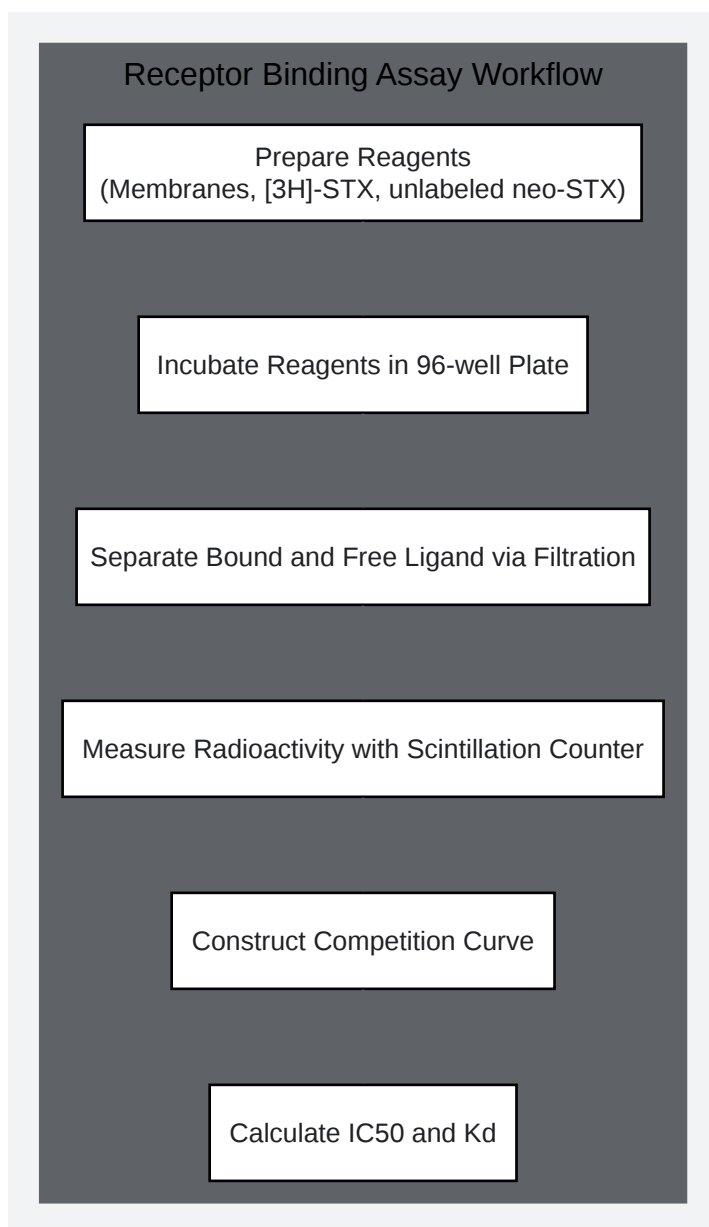 Receptor Binding Assay Workflow
Prepare Reagents
(Membranes, [3H]-STX, unlabeled neo-STX)
Incubate Reagents in 96-well Plate
Separate Bound and Free Ligand via Filtration
Measure Radioactivity with Scintillation Counter
Construct Competition Curve
Calculate IC50 and Kd